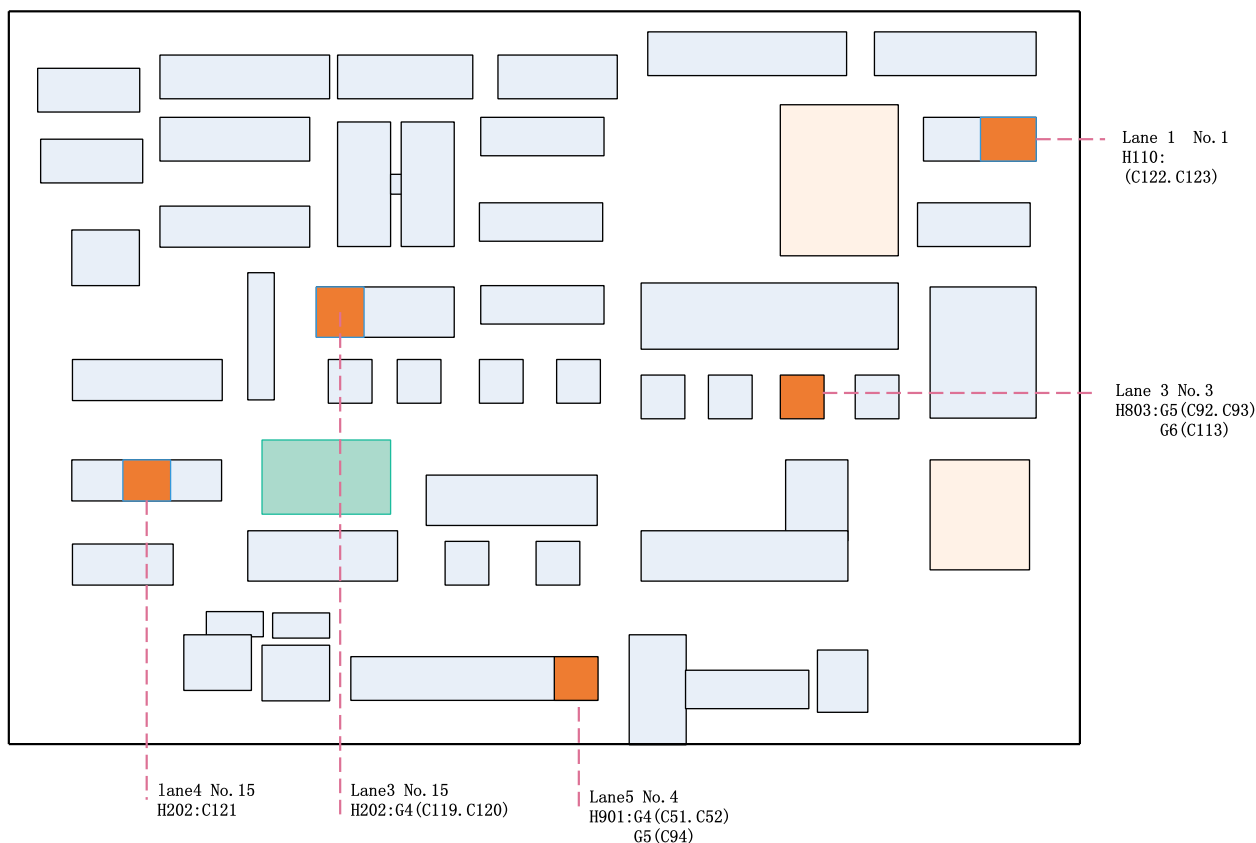 Lane 1  No.1
H110:
(C122.C123)
Lane 3 No.3
H803:G5(C92.C93)
G6(C113)
lane4 No.15
H202:C121
Lane3 No.15
H202:G4(C119.C120)
Lane5 No.4
H901:G4(C51.C52)
G5(C94)